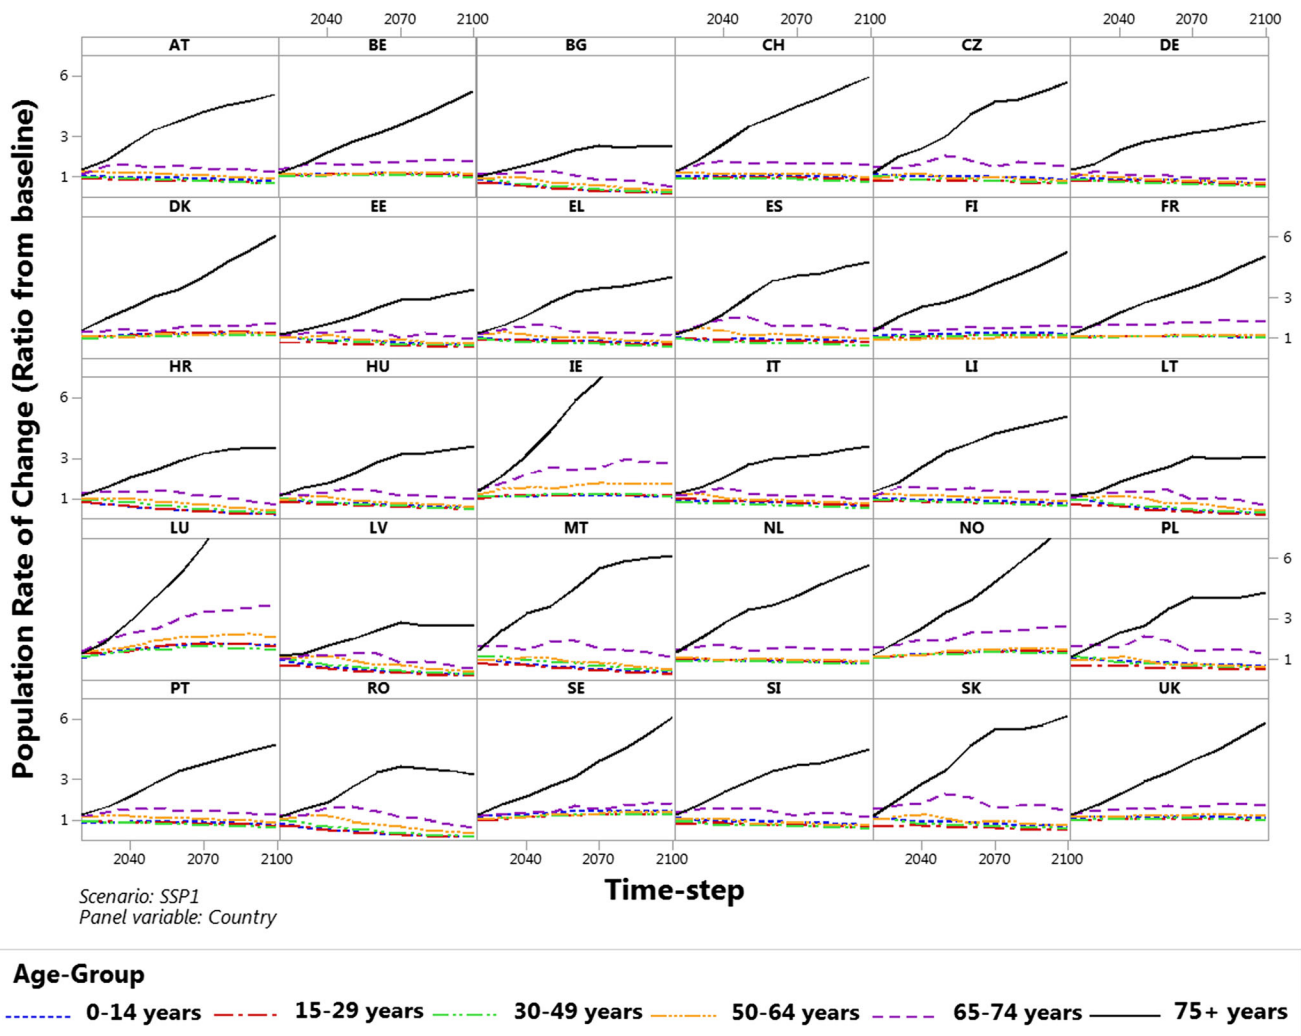 2040 2070 2100 2040 2070 2100 2040 2070 2100
AT BE BG CH CZ DE
6
3
1
DK EE EL ES FI FR
6
3
1
HR HU IE IT LI LT
6
3
1
LU LV MT NL NO PL
6
3
1
PT RO SE SI SK UK
6
3
1
2040 2070 2100 2040 2070 2100 2040 2070 2100
Population Rate of Change (Ratio from baseline)
Time-step
Scenario: SSP1
Panel variable: Country
Age-Group
0-14 years 15-29 years 30-49 years 50-64 years 65-74 years 75+ years